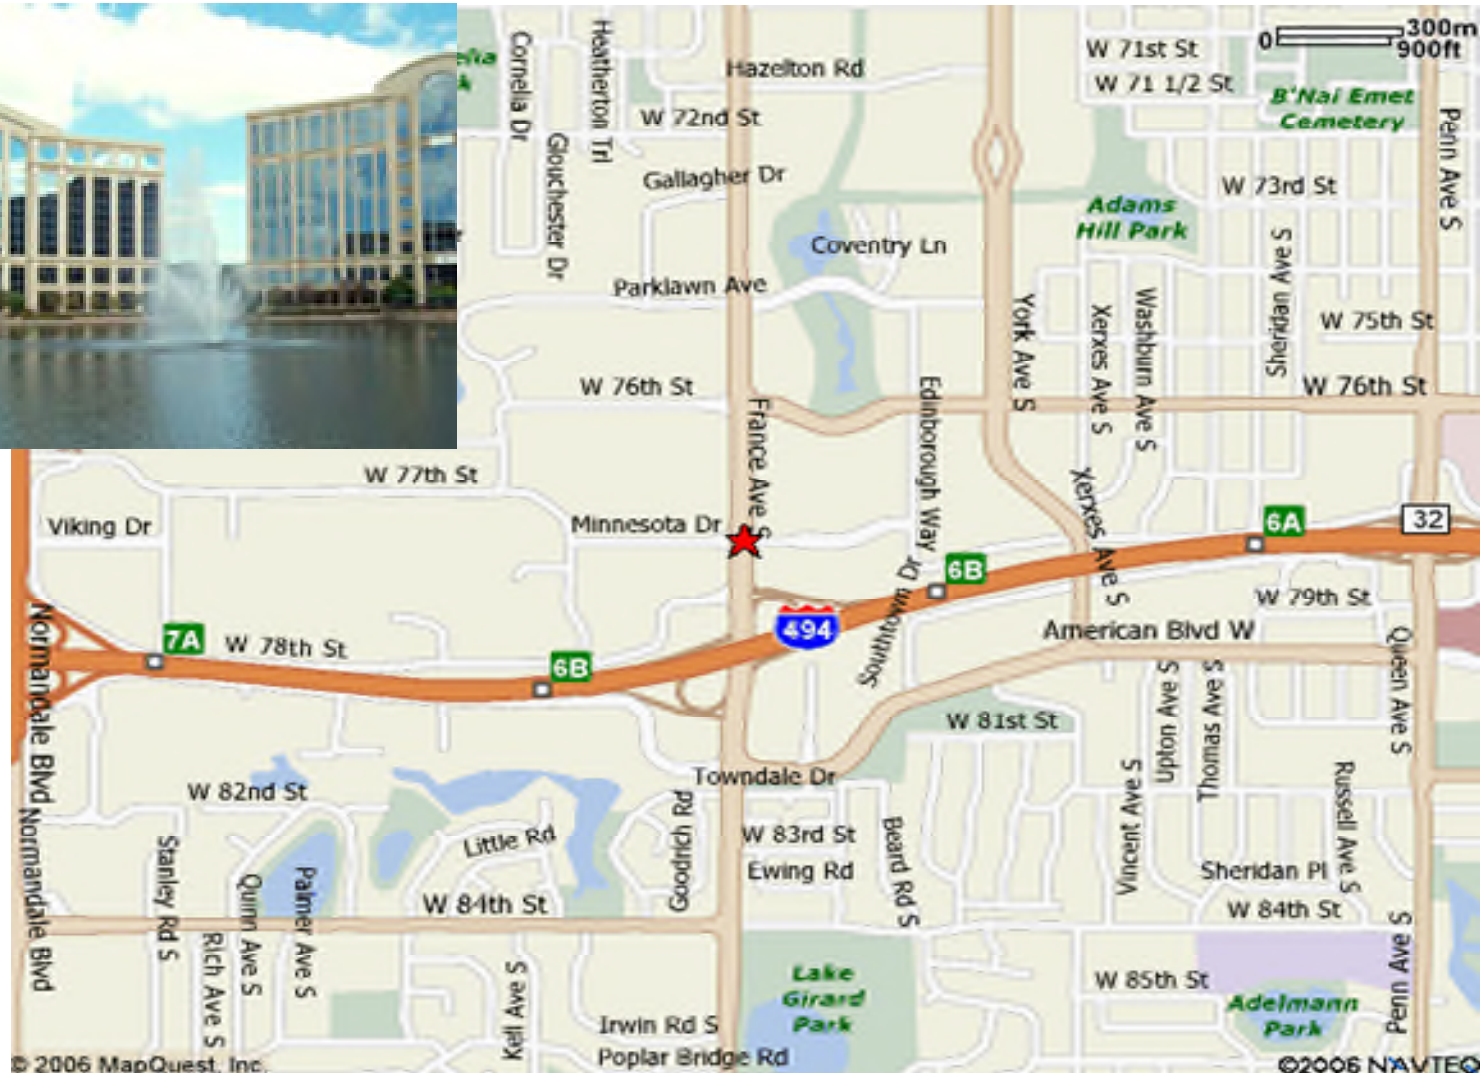 Cornelia Dr
Heatherton Trl
Hazelton Rd
W 71st St
0
300m
900ft
W 71 1/2 St
B'Nai Emet
Cemetery
Penn Ave S
W 72nd St
Glouchester Dr
Gallagher Dr
W 73rd St
Adams
Hill Park
Coventry Ln
Sheridan Ave S
Parklawn Ave
York Ave S
Xerxes Ave S
Washburn Ave S
W 75th St
W 76th St
W 76th St
France Ave S
Edinborough Way
W 77th St
Xerxes Ave S
Viking Dr
Minnesota Dr
6A
32
6B
Southtown Dr
W 79th St
494
American Blvd W
Normandale Blvd
7A
W 78th St
6B
Queen Ave S
Upton Ave S
Thomas Ave S
W 81st St
Towndale Dr
W 82nd St
Vincent Ave S
Russell Ave S
Normandale Blvd
Stanley Rd S
Little Rd
Goodrich Rd
W 83rd St
Beard Rd S
Ewing Rd
Sheridan Pl
Quinn Ave S
Palmer Ave S
W 84th St
W 84th St
Rich Ave S
Kell Ave S
Lake
Girard
Park
W 85th St
Adelmann
Park
Penn Ave S
Irwin Rd S
Poplar Bridge Rd
© 2006 MapQuest, Inc.
©2006 NAVTEQ